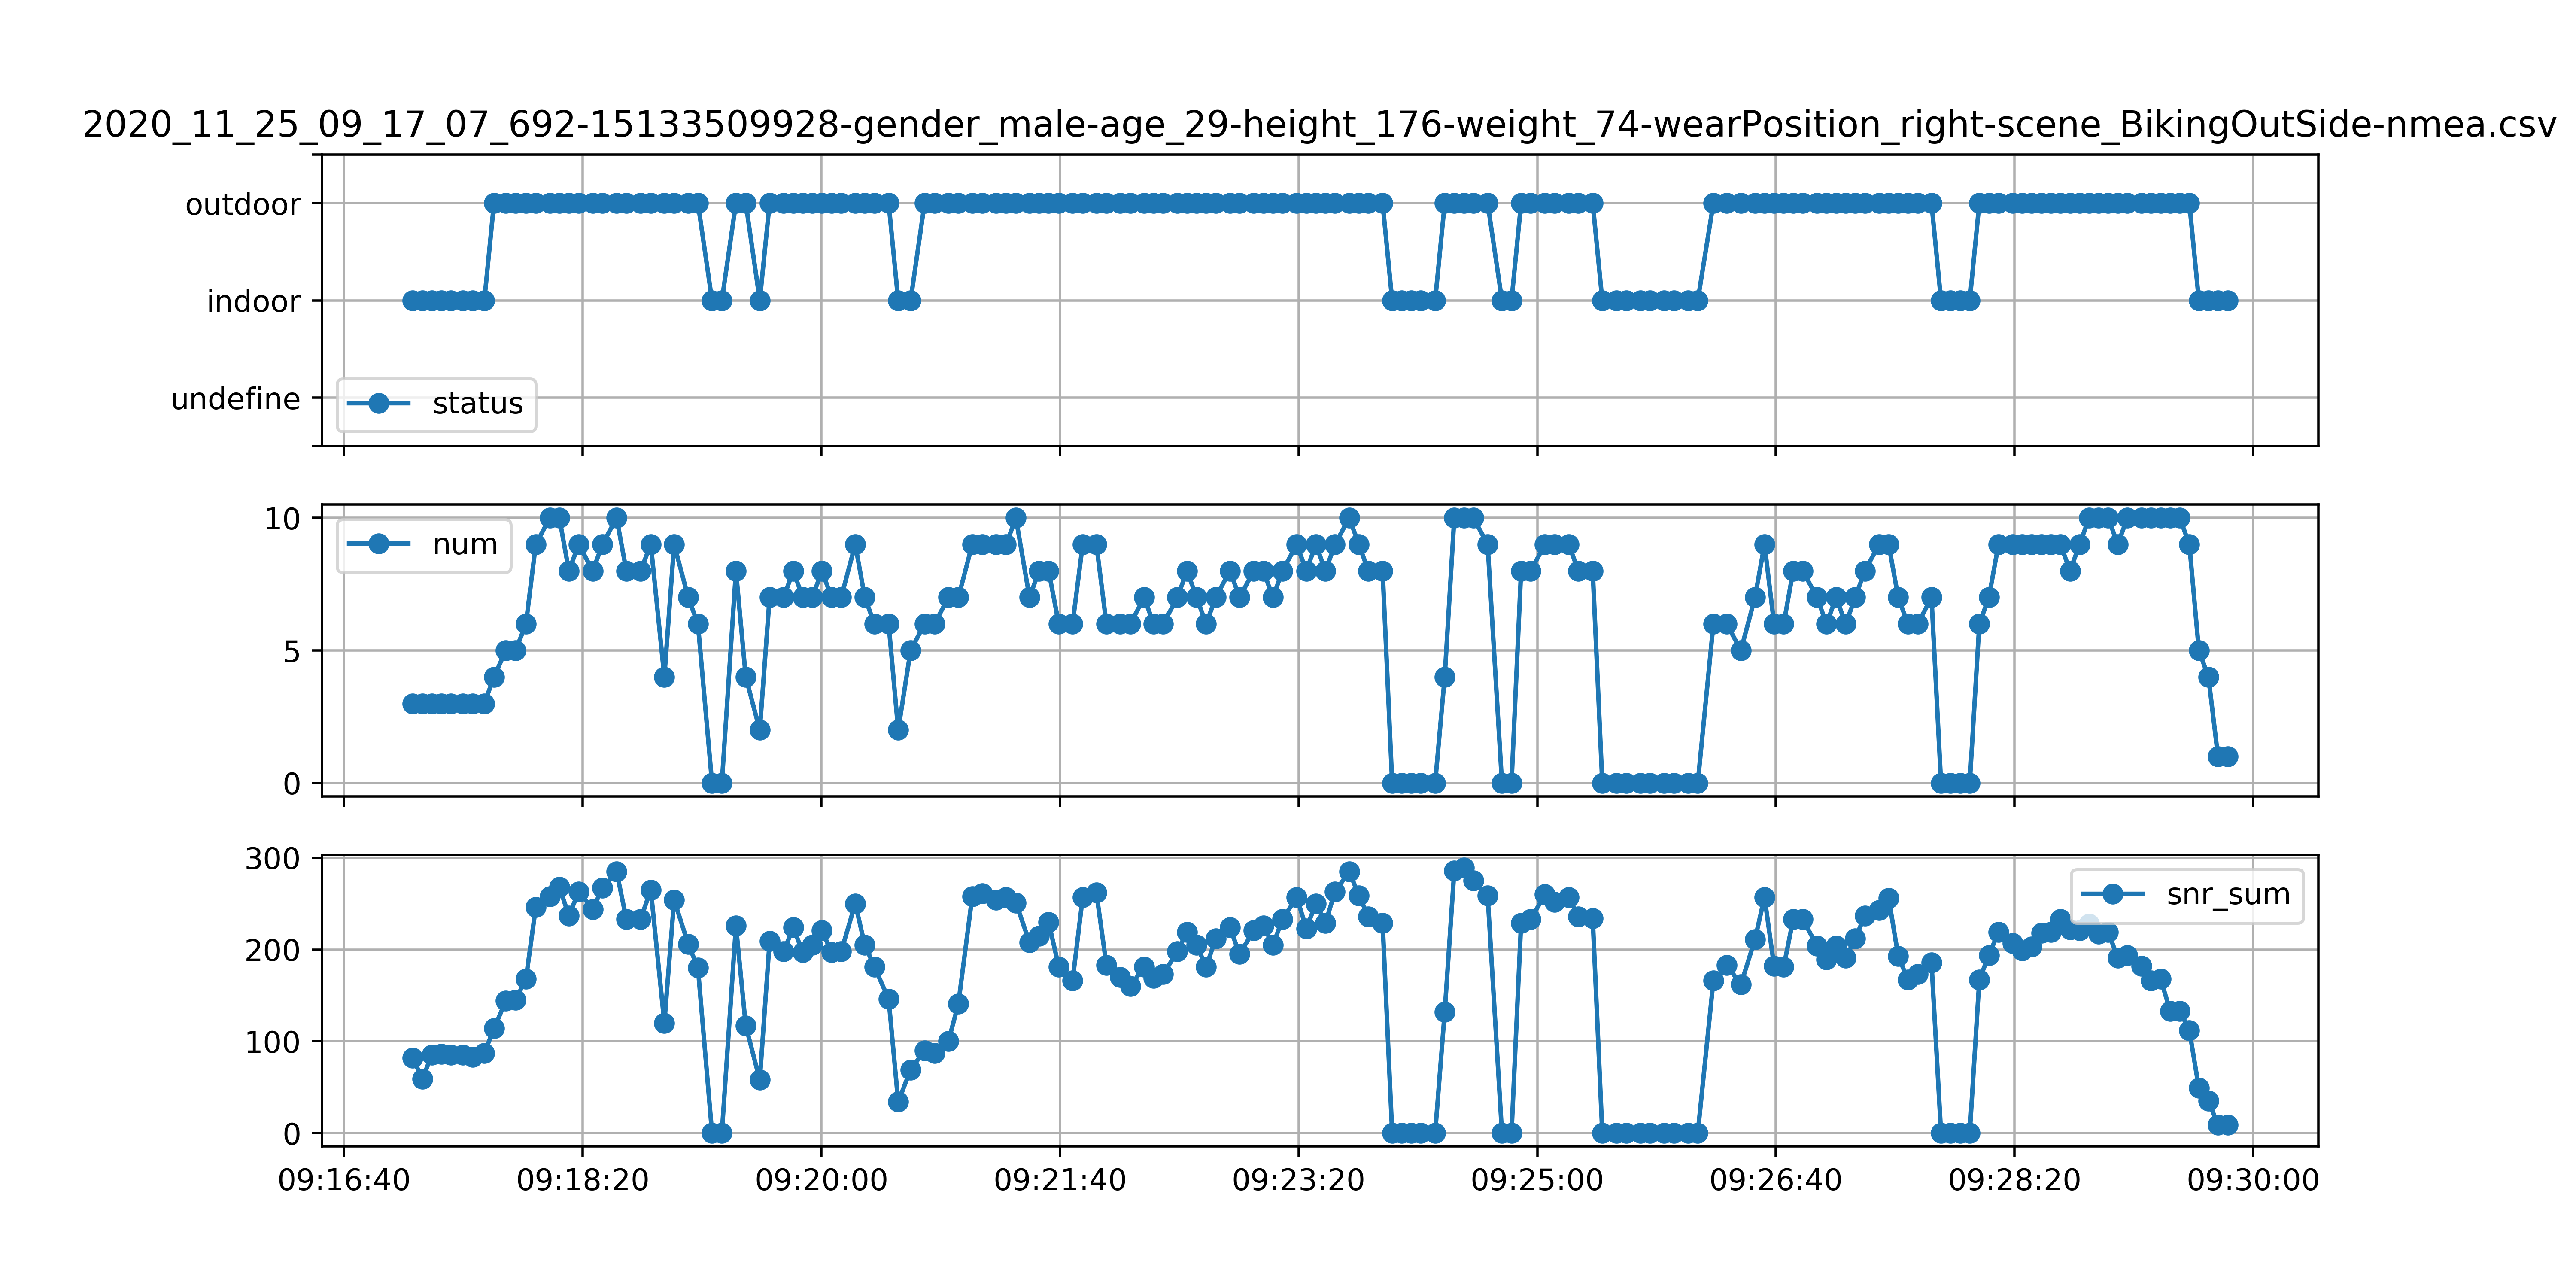 2020_11_25_09_17_07_692-15133509928-gender_male-age_29-height_176-weight_74-wearPosition_right-scene_BikingOutSide-nmea.csv
outdoor
indoor
undefine
status
10
5
0
num
300
200
100
0
snr_sum
09:16:40 09:18:20 09:20:00 09:21:40 09:23:20 09:25:00 09:26:40 09:28:20 09:30:00